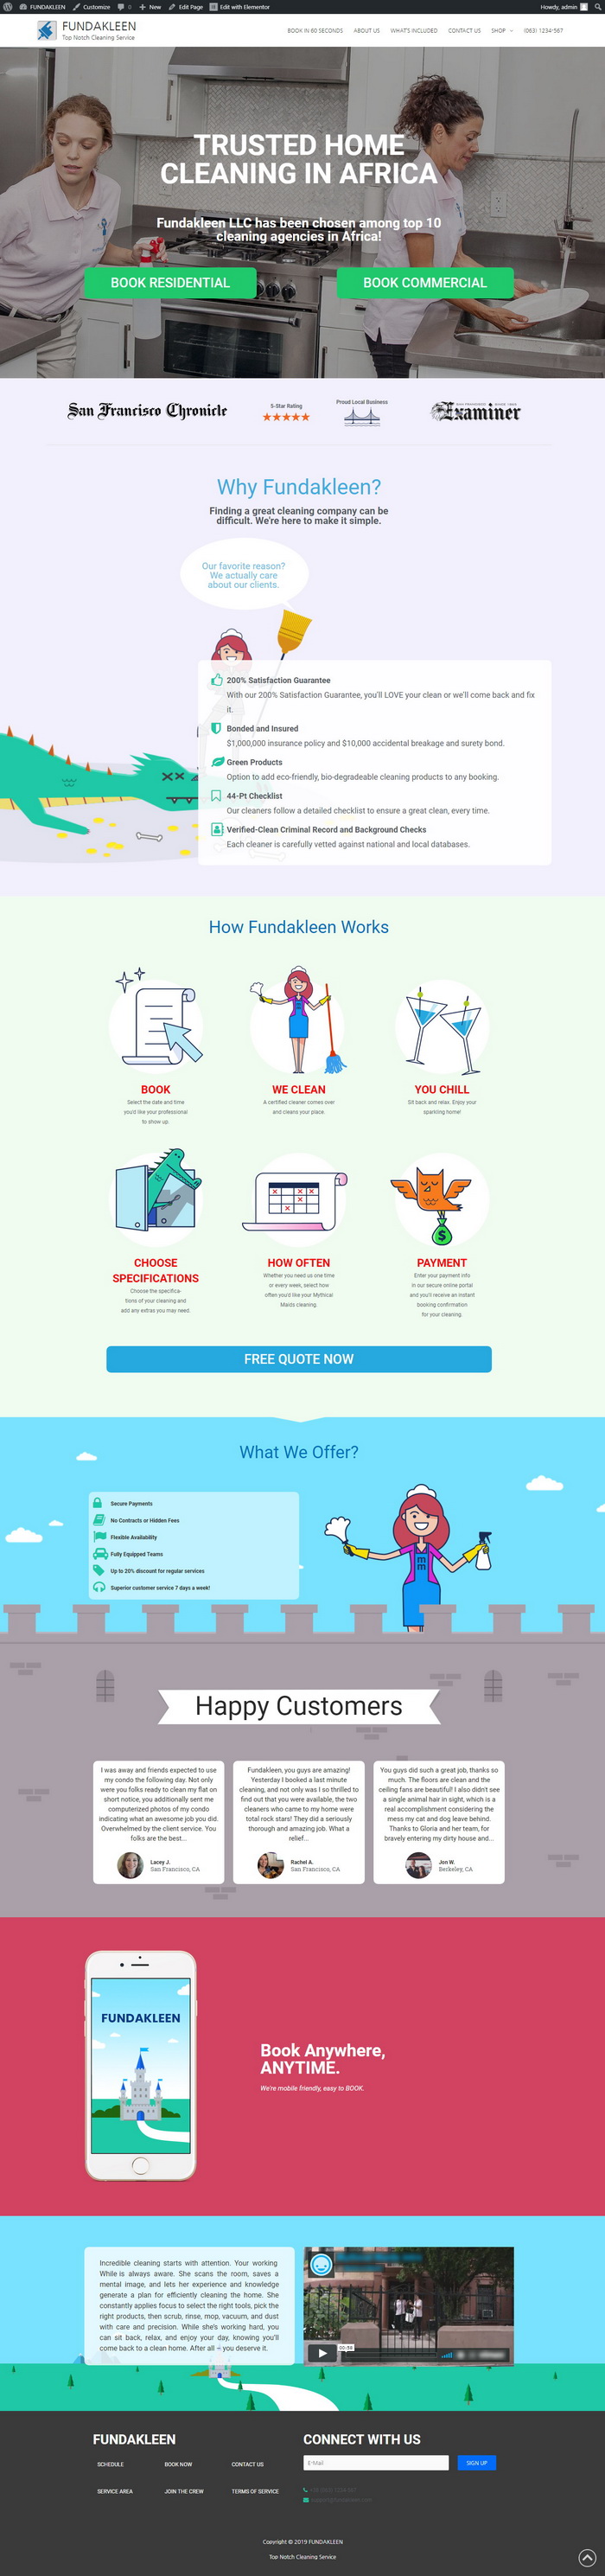 FUNDAKLEEN Customize 0 New Edit Page Edit with Elementor Howdy, admin
FUNDAKLEEN
Top Notch Cleaning Service
BOOK IN 60 SECONDS ABOUT US WHAT'S INCLUDED CONTACT US SHOP (063) 1234-567
TRUSTED HOME
CLEANING IN AFRICA
Fundakleen LLC has been chosen among top 10
cleaning agencies in Africa!
BOOK RESIDENTIAL BOOK COMMERCIAL
San Francisco Chronicle
5-Star Rating
Proud Local Business
Examiner
Why Fundakleen?
Finding a great cleaning company can be
difficult. We're here to make it simple.
Our favorite reason?
We actually care
about our clients.
200% Satisfaction Guarantee
With our 200% Satisfaction Guarantee, you'll LOVE your clean or we'll come back and fix
it.
Bonded and Insured
$1,000,000 insurance policy and $10,000 accidental breakage and surety bond.
Green Products
Option to add eco-friendly, bio-degradeable cleaning products to any booking.
44-Pt Checklist
Our cleaners follow a detailed checklist to ensure a great clean, every time.
Verified-Clean Criminal Record and Background Checks
Each cleaner is carefully vetted against national and local databases.
How Fundakleen Works
BOOK
Select the date and time
you'd like your professional
to show up.
WE CLEAN
A certified cleaner comes over
and cleans your place.
YOU CHILL
Sit back and relax. Enjoy your
sparkling home!
CHOOSE
SPECIFICATIONS
Choose the specifica-
tions of your cleaning and
add any extras you may need.
HOW OFTEN
Whether you need us one time
or every week, select how
often you'd like your Mythical
Maids cleaning.
PAYMENT
Enter your payment info
in our secure online portal
and you'll receive an instant
booking confirmation
for your cleaning.
FREE QUOTE NOW
What We Offer?
Secure Payments
No Contracts or Hidden Fees
Flexible Availability
Fully Equipped Teams
Up to 20% discount for regular services
Superior customer service 7 days a week!
Happy Customers
I was away and friends expected to use
my condo the following day. Not only
were you folks ready to clean my flat on
short notice, you additionally sent me
computerized photos of my condo
indicating what an awesome job you did.
Overwhelmed by the client service. You
folks are the best...
Lacey J.
San Francisco, CA
Fundakleen, you guys are amazing!
Yesterday I booked a last minute
cleaning, and not only was I so thrilled to
find out that you were available, the two
cleaners who came to my home were
total rock stars! They did a seriously
thorough and amazing job. What a
relief...
Rachel A.
San Francisco, CA
You guys did such a great job, thanks so
much. The floors are clean and the
ceiling fans are beautiful! I also didn't see
a single animal hair in sight, which is a
real accomplishment considering the
mess my cat and dog leave behind.
Thanks to Gloria and her team, for
bravely entering my dirty house and...
Jon W.
Berkeley, CA
FUNDAKLEEN
Book Anywhere,
ANYTIME.
We're mobile friendly, easy to BOOK.
Incredible cleaning starts with attention. Your working
While is always aware. She scans the room, saves a
mental image, and lets her experience and knowledge
generate a plan for efficiently cleaning the home. She
constantly applies focus to select the right tools, pick the
right products, then scrub, rinse, mop, vacuum, and dust
with care and precision. While she's working hard, you
can sit back, relax, and enjoy your day, knowing you'll
come back to a clean home. After all – you deserve it.
00:58
FUNDAKLEEN
SCHEDULE BOOK NOW CONTACT US
SERVICE AREA JOIN THE CREW TERMS OF SERVICE
CONNECT WITH US
E-Mail SIGN UP
Copyright © 2019 FUNDAKLEEN
Top Notch Cleaning Service